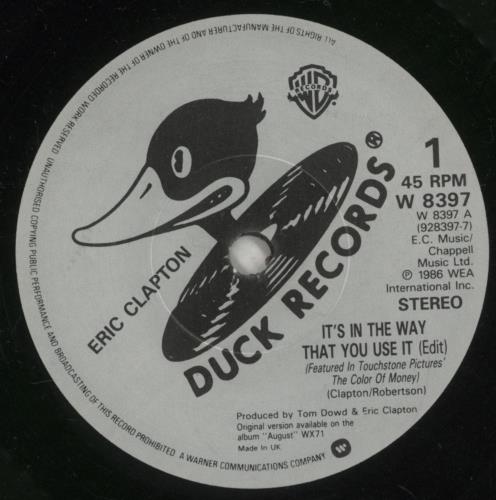 ALL RIGHTS OF THE MANUFACTURER AND OF THE OWNER OF THE RECORDED WORK RESERVED UNAUTHORISED COPYING PUBLIC PERFORMANCE AND BROADCASTING OF THIS RECORD PROHIBITED
W
RECORDS
1
45 RPM
W 8397
W 8397 A
(928397-7)
E.C. Music/
Chappell
Music Ltd.
℗ 1986 WEA
International Inc.
STEREO
ERIC CLAPTON
DUCK RECORDS®
IT'S IN THE WAY
THAT YOU USE IT (Edit)
(Featured In Touchstone Pictures'
The Color Of Money)
(Clapton/Robertson)
Produced by Tom Dowd & Eric Clapton
Original version available on the
album "August" WX71
Made in UK
A WARNER COMMUNICATIONS COMPANY